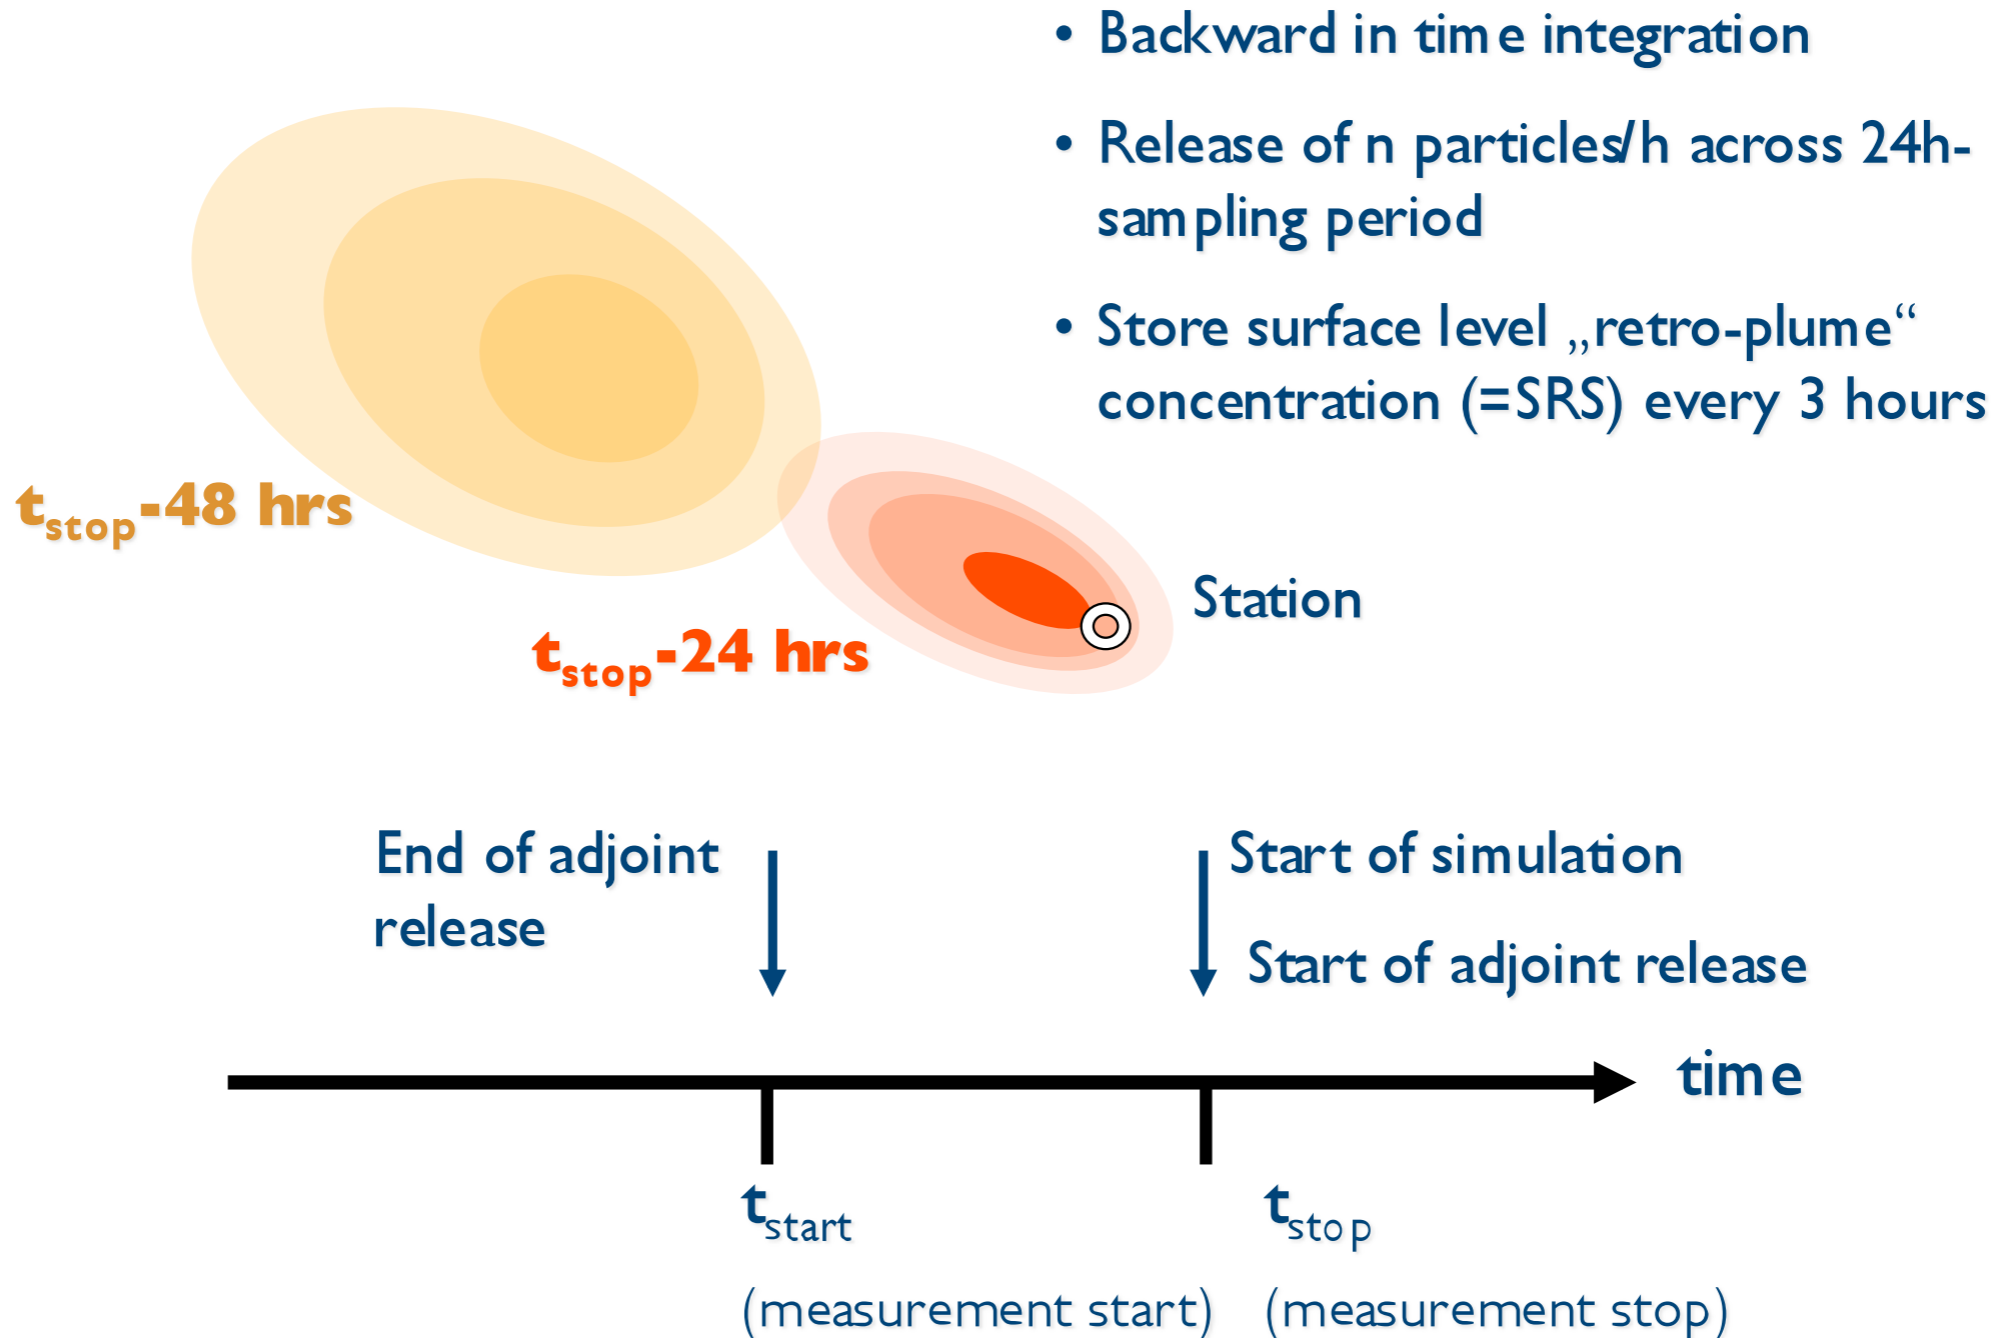 • Backward in time integration
• Release of n particles/h across 24h-
sampling period
• Store surface level „retro-plume“
concentration (=SRS) every 3 hours
tstop-48 hrs
Station
tstop-24 hrs
End of adjoint
release
Start of simulation
Start of adjoint release
time
tstart
tstop
(measurement start)
(measurement stop)